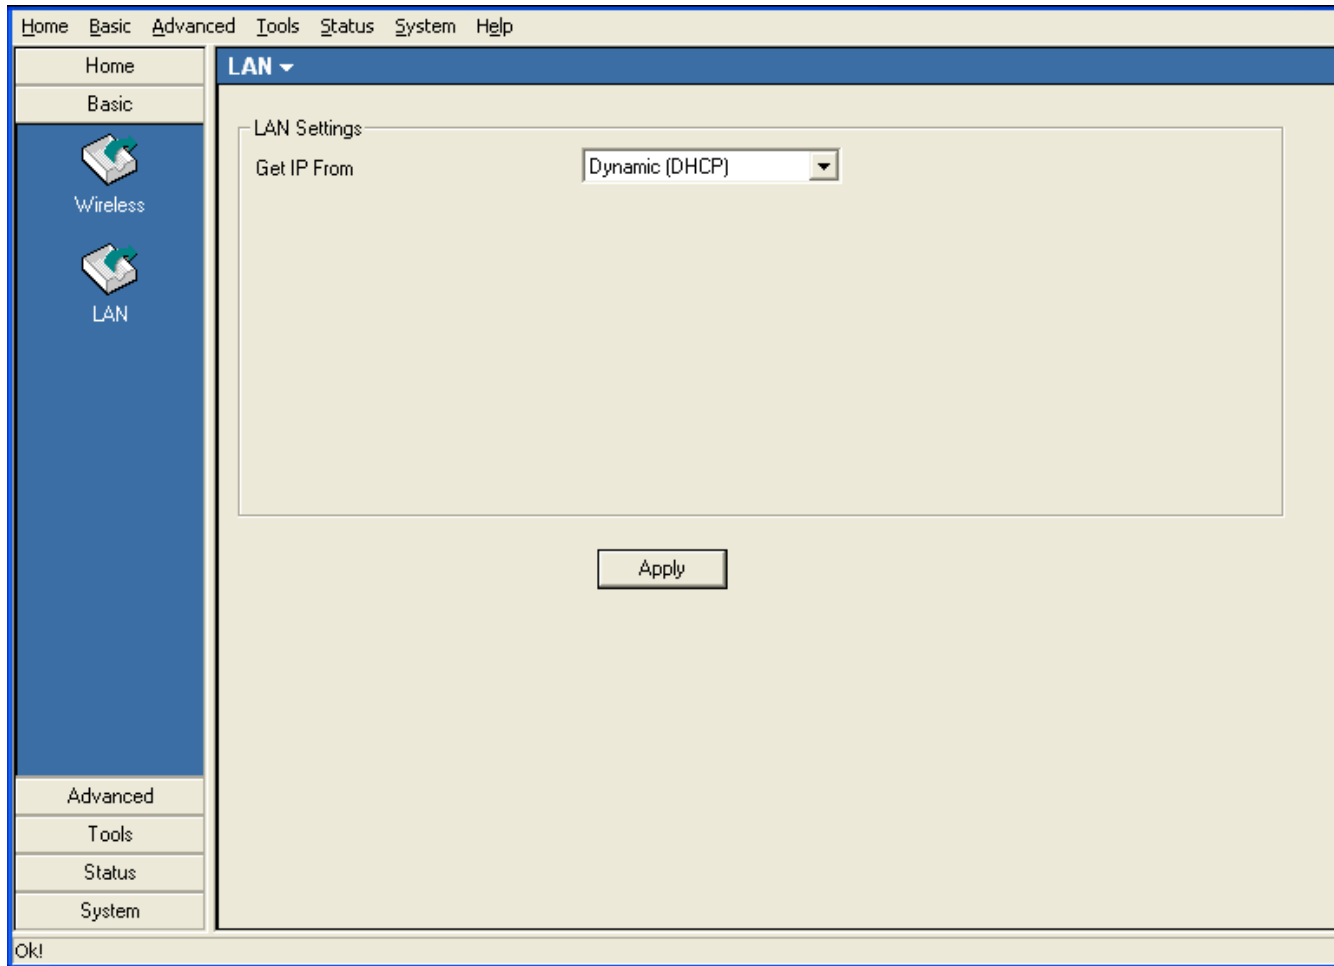 Home Basic Advanced Tools Status System Help
Home
Basic
Wireless
LAN
Advanced
Tools
Status
System
LAN
LAN Settings
Get IP From Dynamic (DHCP)
Apply
Ok!